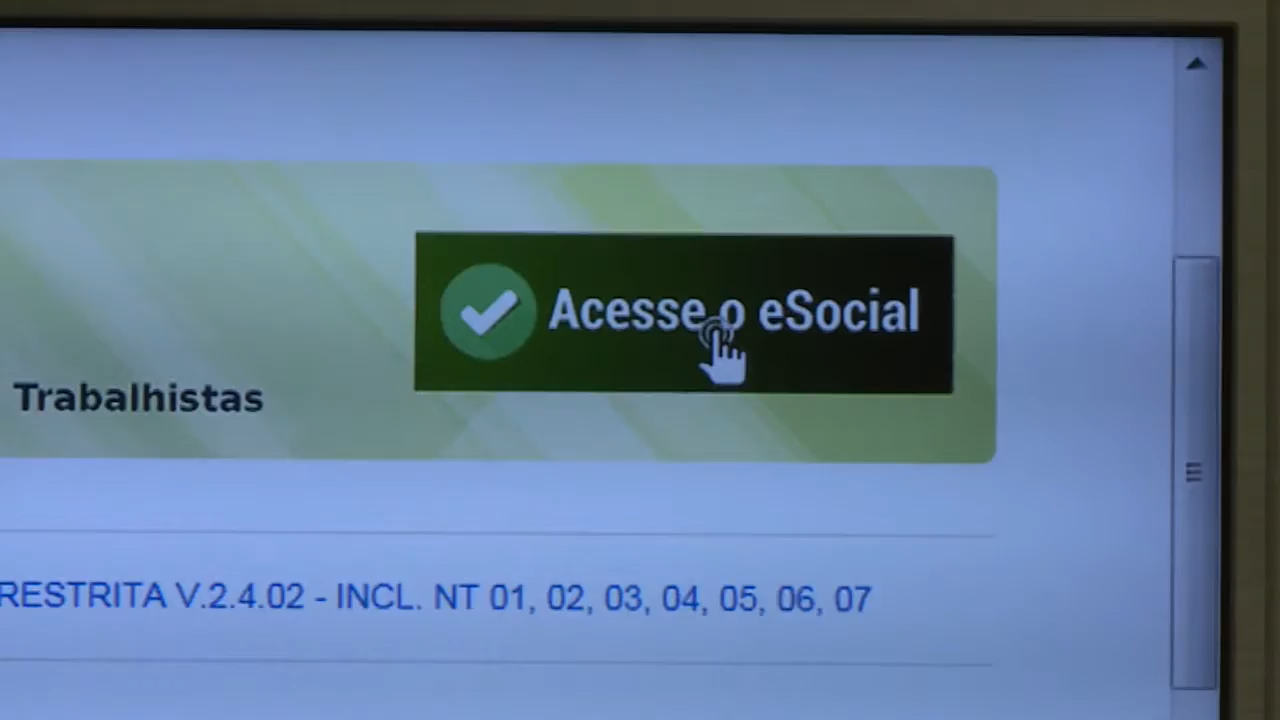 Acesse o eSocial
Trabalhistas
RESTRITA V.2.4.02 - INCL. NT 01, 02, 03, 04, 05, 06, 07